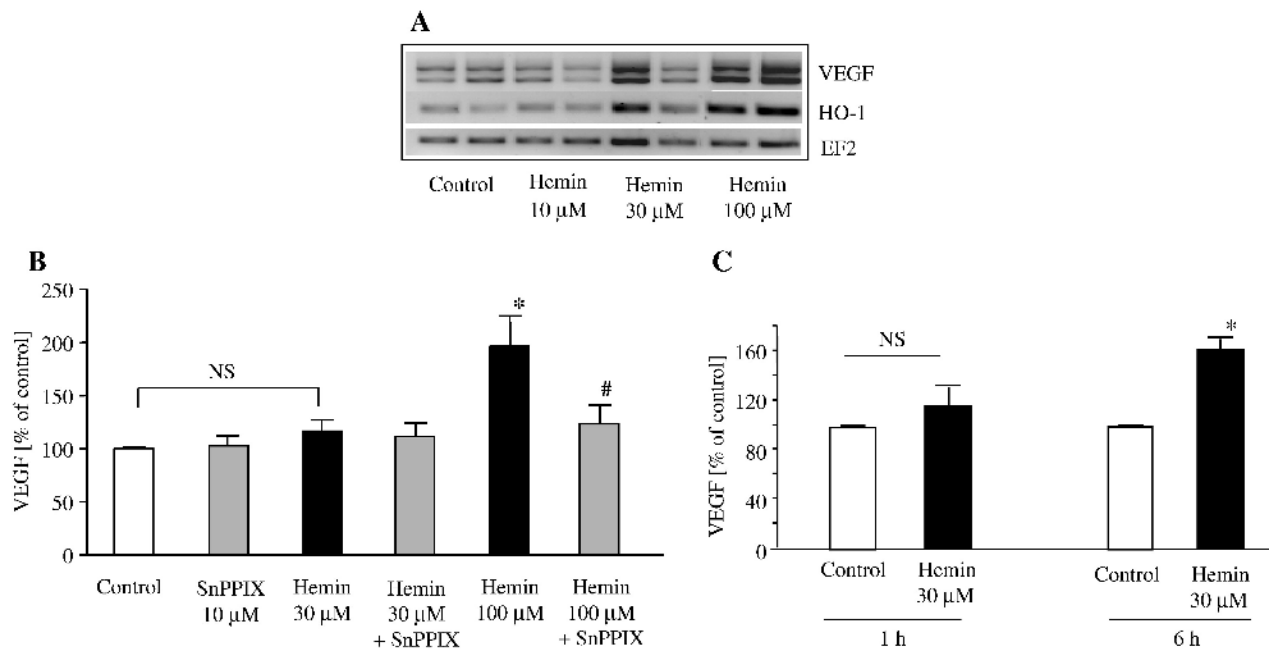 A
VEGF
HO-1
EF2
Control
Hemin
10 µM
Hemin
30 µM
Hemin
100 µM
B
VEGF [% of control]
250
200
150
100
50
0
NS
*
#
Control
SnPPIX
10 µM
Hemin
30 µM
Hemin
30 µM
+ SnPPIX
Hemin
100 µM
Hemin
100 µM
+ SnPPIX
C
VEGF [% of control]
160
120
80
40
0
NS
*
Control
Hemin
30 µM
Control
Hemin
30 µM
1 h
6 h